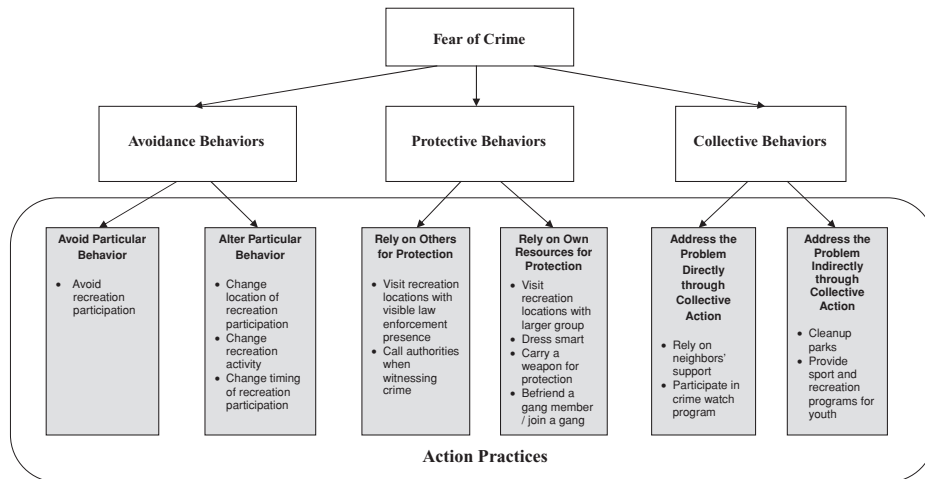 Fear of Crime
Avoidance Behaviors
Protective Behaviors
Collective Behaviors
Avoid Particular
Behavior
• Avoid
recreation
participation
Alter Particular
Behavior
• Change
location of
recreation
participation
• Change
recreation
activity
• Change timing
of recreation
participation
Rely on Others
for Protection
• Visit recreation
locations with
visible law
enforcement
presence
• Call authorities
when
witnessing
crime
Rely on Own
Resources for
Protection
• Visit
recreation
locations with
larger group
• Dress smart
• Carry a
weapon for
protection
• Befriend a
gang member
/ join a gang
Address the
Problem
Directly
through
Collective
Action
• Rely on
neighbors'
support
• Participate in
crime watch
program
Address the
Problem
Indirectly
through
Collective
Action
• Cleanup
parks
• Provide
sport and
recreation
programs for
youth
Action Practices